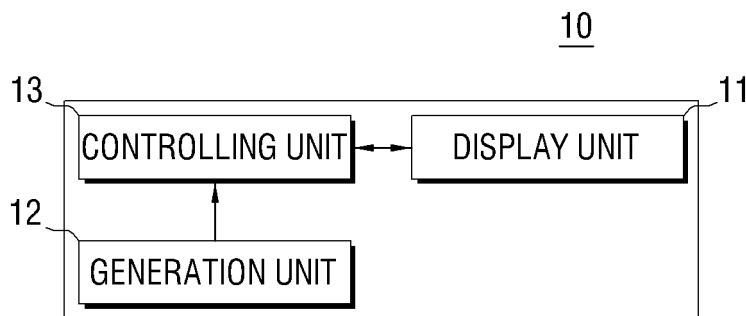 10
13
11
CONTROLLING UNIT
DISPLAY UNIT
12
GENERATION UNIT